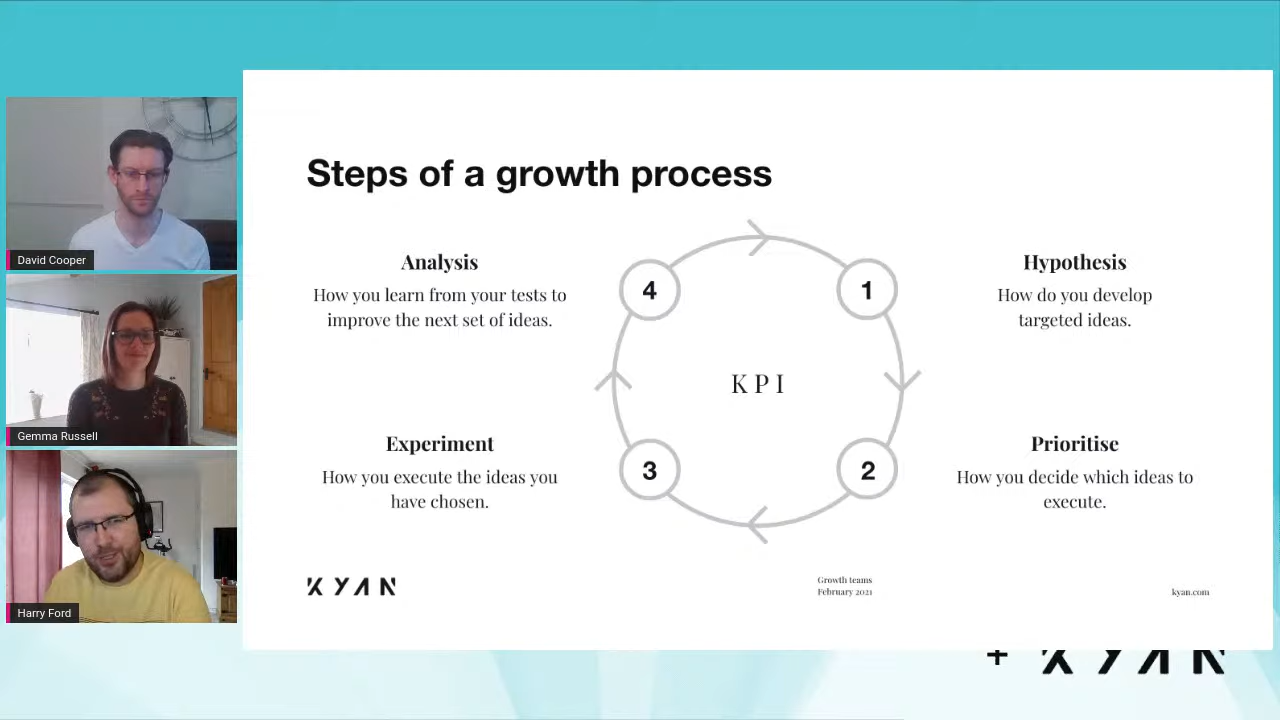 David Cooper
Gemma Russell
Harry Ford
Steps of a growth process
Analysis
How you learn from your tests to
improve the next set of ideas.
4
1
Hypothesis
How do you develop
targeted ideas.
KPI
Experiment
How you execute the ideas you
have chosen.
3
2
Prioritise
How you decide which ideas to
execute.
KYAN
Growth teams
February 2021
kyan.com
+ KYAN